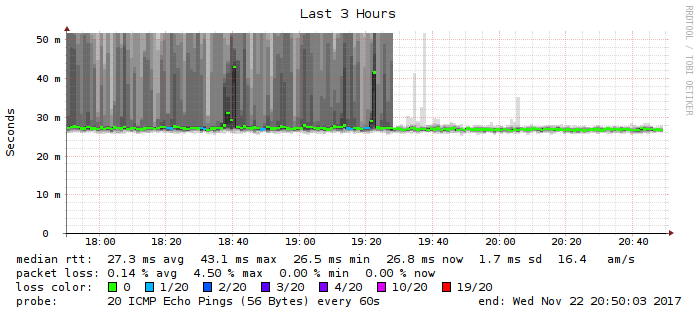 Last 3 Hours
RRDTOOL / TOBI OETIKER
Seconds
50 m
40 m
30 m
20 m
10 m
0
18:00 18:20 18:40 19:00 19:20 19:40 20:00 20:20 20:40
median rtt: 27.3 ms avg 43.1 ms max 26.5 ms min 26.8 ms now 1.7 ms sd 16.4 am/s
packet loss: 0.14 % avg 4.50 % max 0.00 % min 0.00 % now
loss color: 0 1/20 2/20 3/20 4/20 10/20 19/20
probe: 20 ICMP Echo Pings (56 Bytes) every 60s end: Wed Nov 22 20:50:03 2017